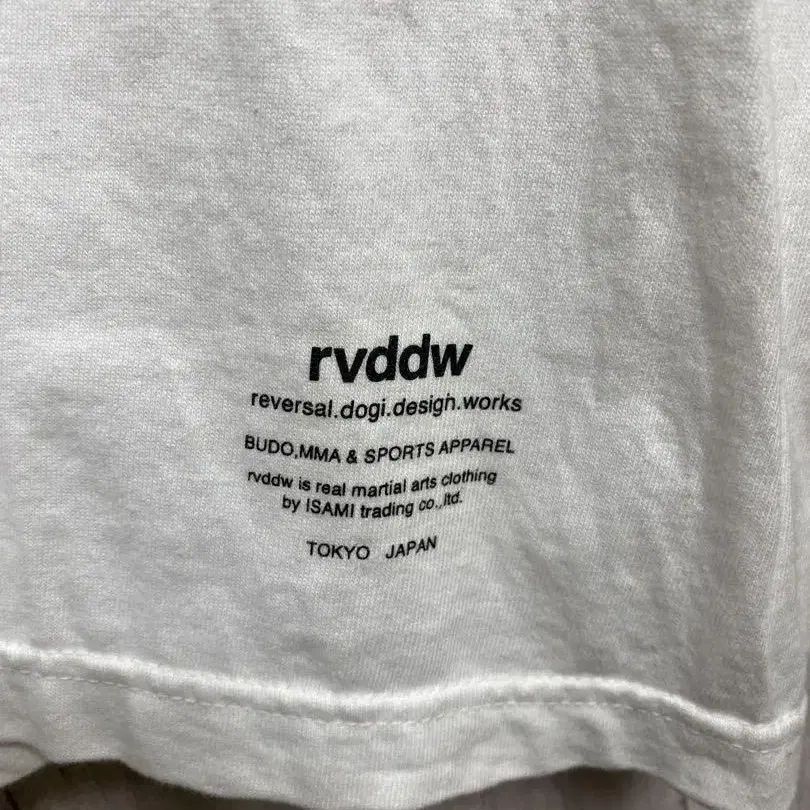 rvddw
reversal.dogi.design.works
BUDO,MMA & SPORTS APPAREL
rvddw is real martial arts clothing
by ISAMI trading co.,ltd.
TOKYO JAPAN